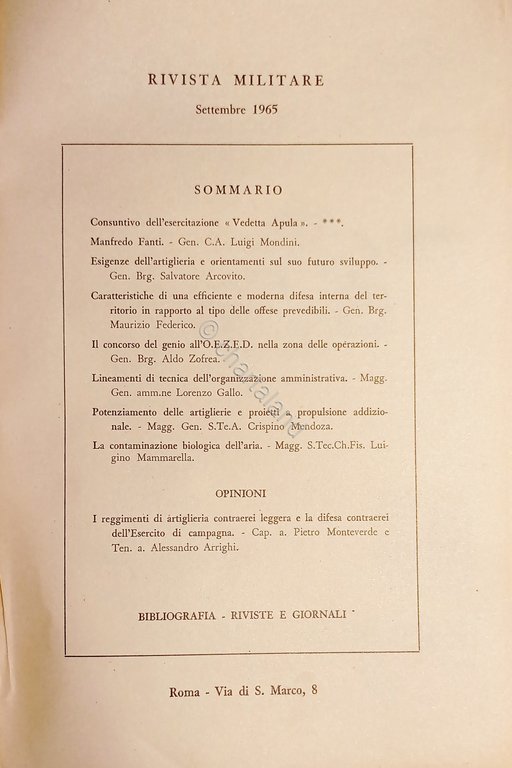 RIVISTA MILITARE
Settembre 1965
SOMMARIO
Consuntivo dell'esercitazione « Vedetta Apula ». - ***.
Manfredo Fanti. - Gen. C.A. Luigi Mondini.
Esigenze dell'artiglieria e orientamenti sul suo futuro sviluppo. -
Gen. Brg. Salvatore Arcovito.
Caratteristiche di una efficiente e moderna difesa interna del ter-
ritorio in rapporto al tipo delle offese prevedibili. - Gen. Brg.
Maurizio Federico.
Il concorso del genio all'O.E.Z.E.D. nella zona delle operazioni. -
Gen. Brg. Aldo Zofrea.
Lineamenti di tecnica dell'organizzazione amministrativa. - Magg.
Gen. amm.ne Lorenzo Gallo.
Potenziamento delle artiglierie e proietti a propulsione addizio-
nale. - Magg. Gen. S.Te.A. Crispino Mendoza.
La contaminazione biologica dell'aria. - Magg. S.Tec.Ch.Fis. Lui-
gino Mammarella.
OPINIONI
I reggimenti di artiglieria contraerei leggera e la difesa contraerei
dell'Esercito di campagna. - Cap. a. Pietro Monteverde e
Ten. a. Alessandro Arrighi.
BIBLIOGRAFIA - RIVISTE E GIORNALI
Roma - Via di S. Marco, 8
© chartaland